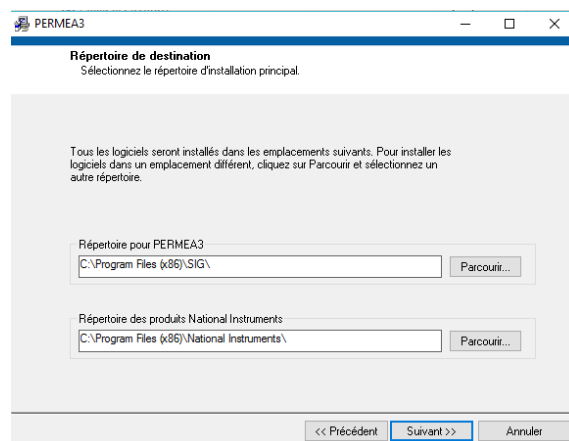 PERMEA3
Répertoire de destination
Sélectionnez le répertoire d'installation principal.
Tous les logiciels seront installés dans les emplacements suivants. Pour installer les
logiciels dans un emplacement différent, cliquez sur Parcourir et sélectionnez un
autre répertoire.
Répertoire pour PERMEA3
C:\Program Files (x86)\SIG\
Parcourir...
Répertoire des produits National Instruments
C:\Program Files (x86)\National Instruments\
Parcourir...
<< Précédent
Suivant >>
Annuler